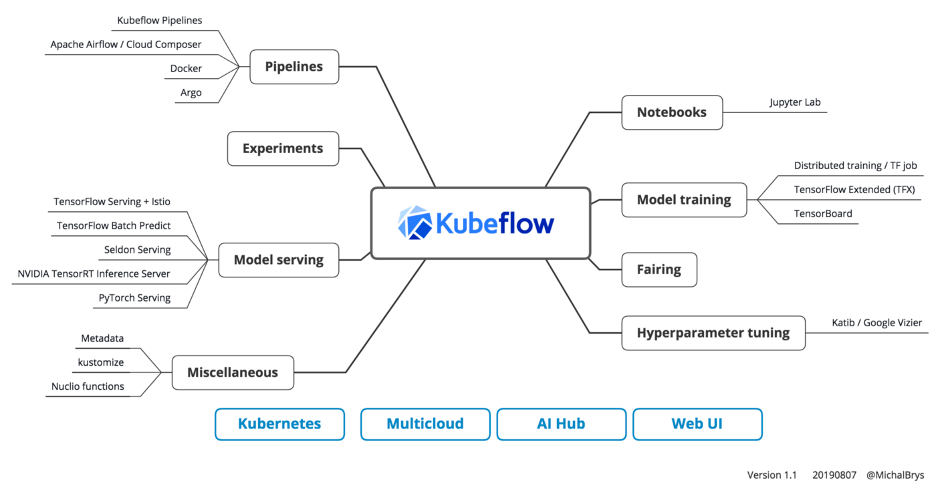 Kubeflow
Pipelines
Kubeflow Pipelines
Apache Airflow / Cloud Composer
Docker
Argo
Experiments
Model serving
TensorFlow Serving + Istio
TensorFlow Batch Predict
Seldon Serving
NVIDIA TensorRT Inference Server
PyTorch Serving
Miscellaneous
Metadata
kustomize
Nuclio functions
Notebooks
Jupyter Lab
Model training
Distributed training / TF job
TensorFlow Extended (TFX)
TensorBoard
Fairing
Hyperparameter tuning
Katib / Google Vizier
Kubernetes
Multicloud
AI Hub
Web UI
Version 1.1 20190807 @MichalBrys